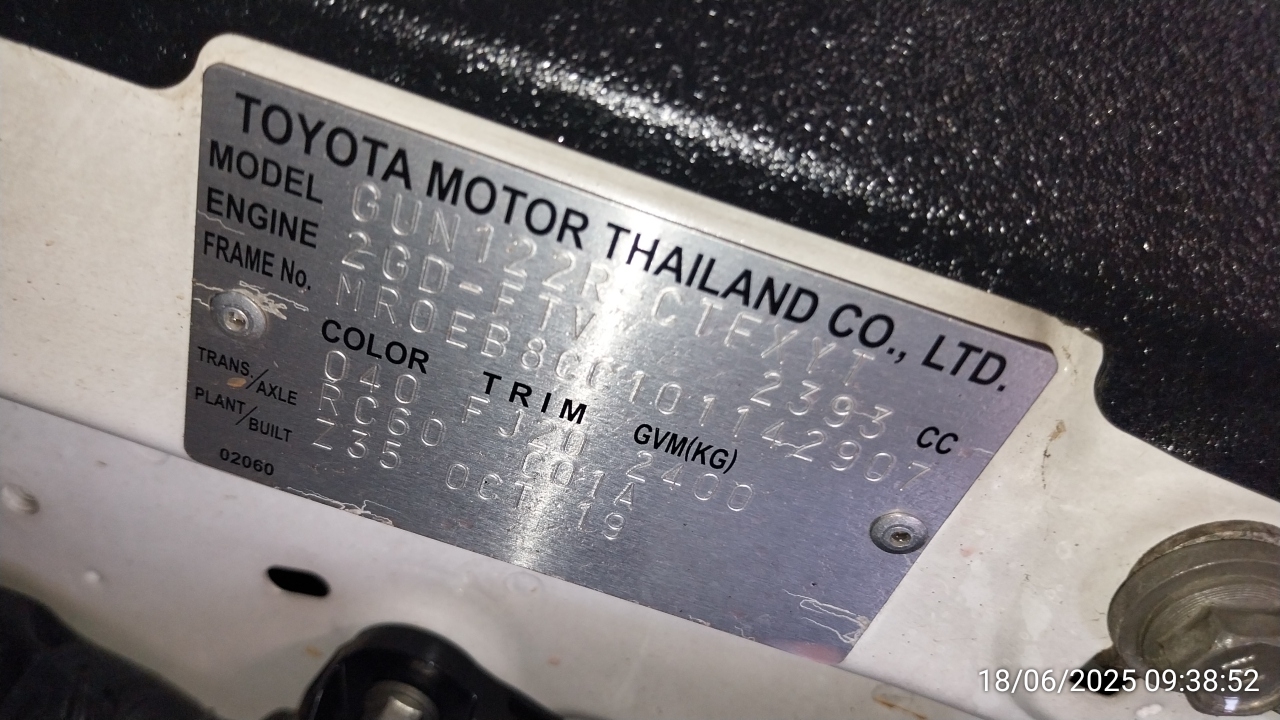 TOYOTA MOTOR THAILAND CO., LTD.
MODEL GUN122R-CTFXYT
ENGINE 2GD-FTV 2393 CC
FRAME No. MR0EB8CC101142907
COLOR TRIM GVM(KG)
040 FJ20 2400
TRANS./AXLE RC60 G01A
PLANT/BUILT Z35 OCT 19
02060
18/06/2025 09:38:52